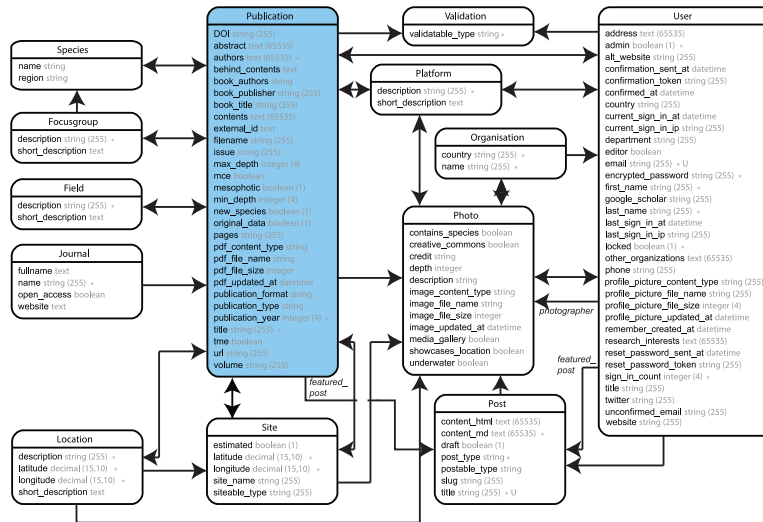 Publication
DOI string (255)
abstract text (65535)
authors text (65535) *
behind_contents text
book_authors string
book_publisher string (255)
book_title string (255)
contents text (65535)
external_id text
filename string (255)
issue string (255)
max_depth integer (4)
mce boolean
mesophotic boolean (1)
min_depth integer (4)
new_species boolean (1)
original_data boolean (1)
pages string (255)
pdf_content_type string
pdf_file_name string
pdf_file_size integer
pdf_updated_at datetime
publication_format string
publication_type string
publication_year integer (4) *
title string (255) *
tme boolean
url string (255)
volume string (255)
Validation
validatable_type string *
User
address text (65535)
admin boolean (1) *
alt_website string (255)
confirmation_sent_at datetime
confirmation_token string (255)
confirmed_at datetime
country string (255)
current_sign_in_at datetime
current_sign_in_ip string (255)
department string (255)
editor boolean
email string (255) * U
encrypted_password string (255) *
first_name string (255) *
google_scholar string (255)
last_name string (255) *
last_sign_in_at datetime
last_sign_in_ip string (255)
locked boolean (1) *
other_organizations text (65535)
phone string (255)
profile_picture_content_type string (255)
profile_picture_file_name string (255)
profile_picture_file_size integer (4)
profile_picture_updated_at datetime
remember_created_at datetime
research_interests text (65535)
reset_password_sent_at datetime
reset_password_token string (255)
sign_in_count integer (4) *
title string (255)
twitter string (255)
unconfirmed_email string (255)
website string (255)
Species
name string
region string
Platform
description string (255) *
short_description text
Focusgroup
description string (255) *
short_description text
Organisation
country string (255) *
name string (255) *
Field
description string (255) *
short_description text
Photo
contains_species boolean
creative_commons boolean
credit string
depth integer
description string
image_content_type string
image_file_name string
image_file_size integer
image_updated_at datetime
media_gallery boolean
showcases_location boolean
underwater boolean
Journal
fullname text
name string (255) *
open_access boolean
website text
photographer
featured_
post
featured_
post
Post
content_html text (65535)
content_md text (65535) *
draft boolean (1)
post_type string *
postable_type string
slug string (255)
title string (255) * U
Site
estimated boolean (1)
latitude decimal (15,10) *
longitude decimal (15,10) *
site_name string (255)
siteable_type string (255)
Location
description string (255) *
latitude decimal (15,10) *
longitude decimal (15,10) *
short_description text